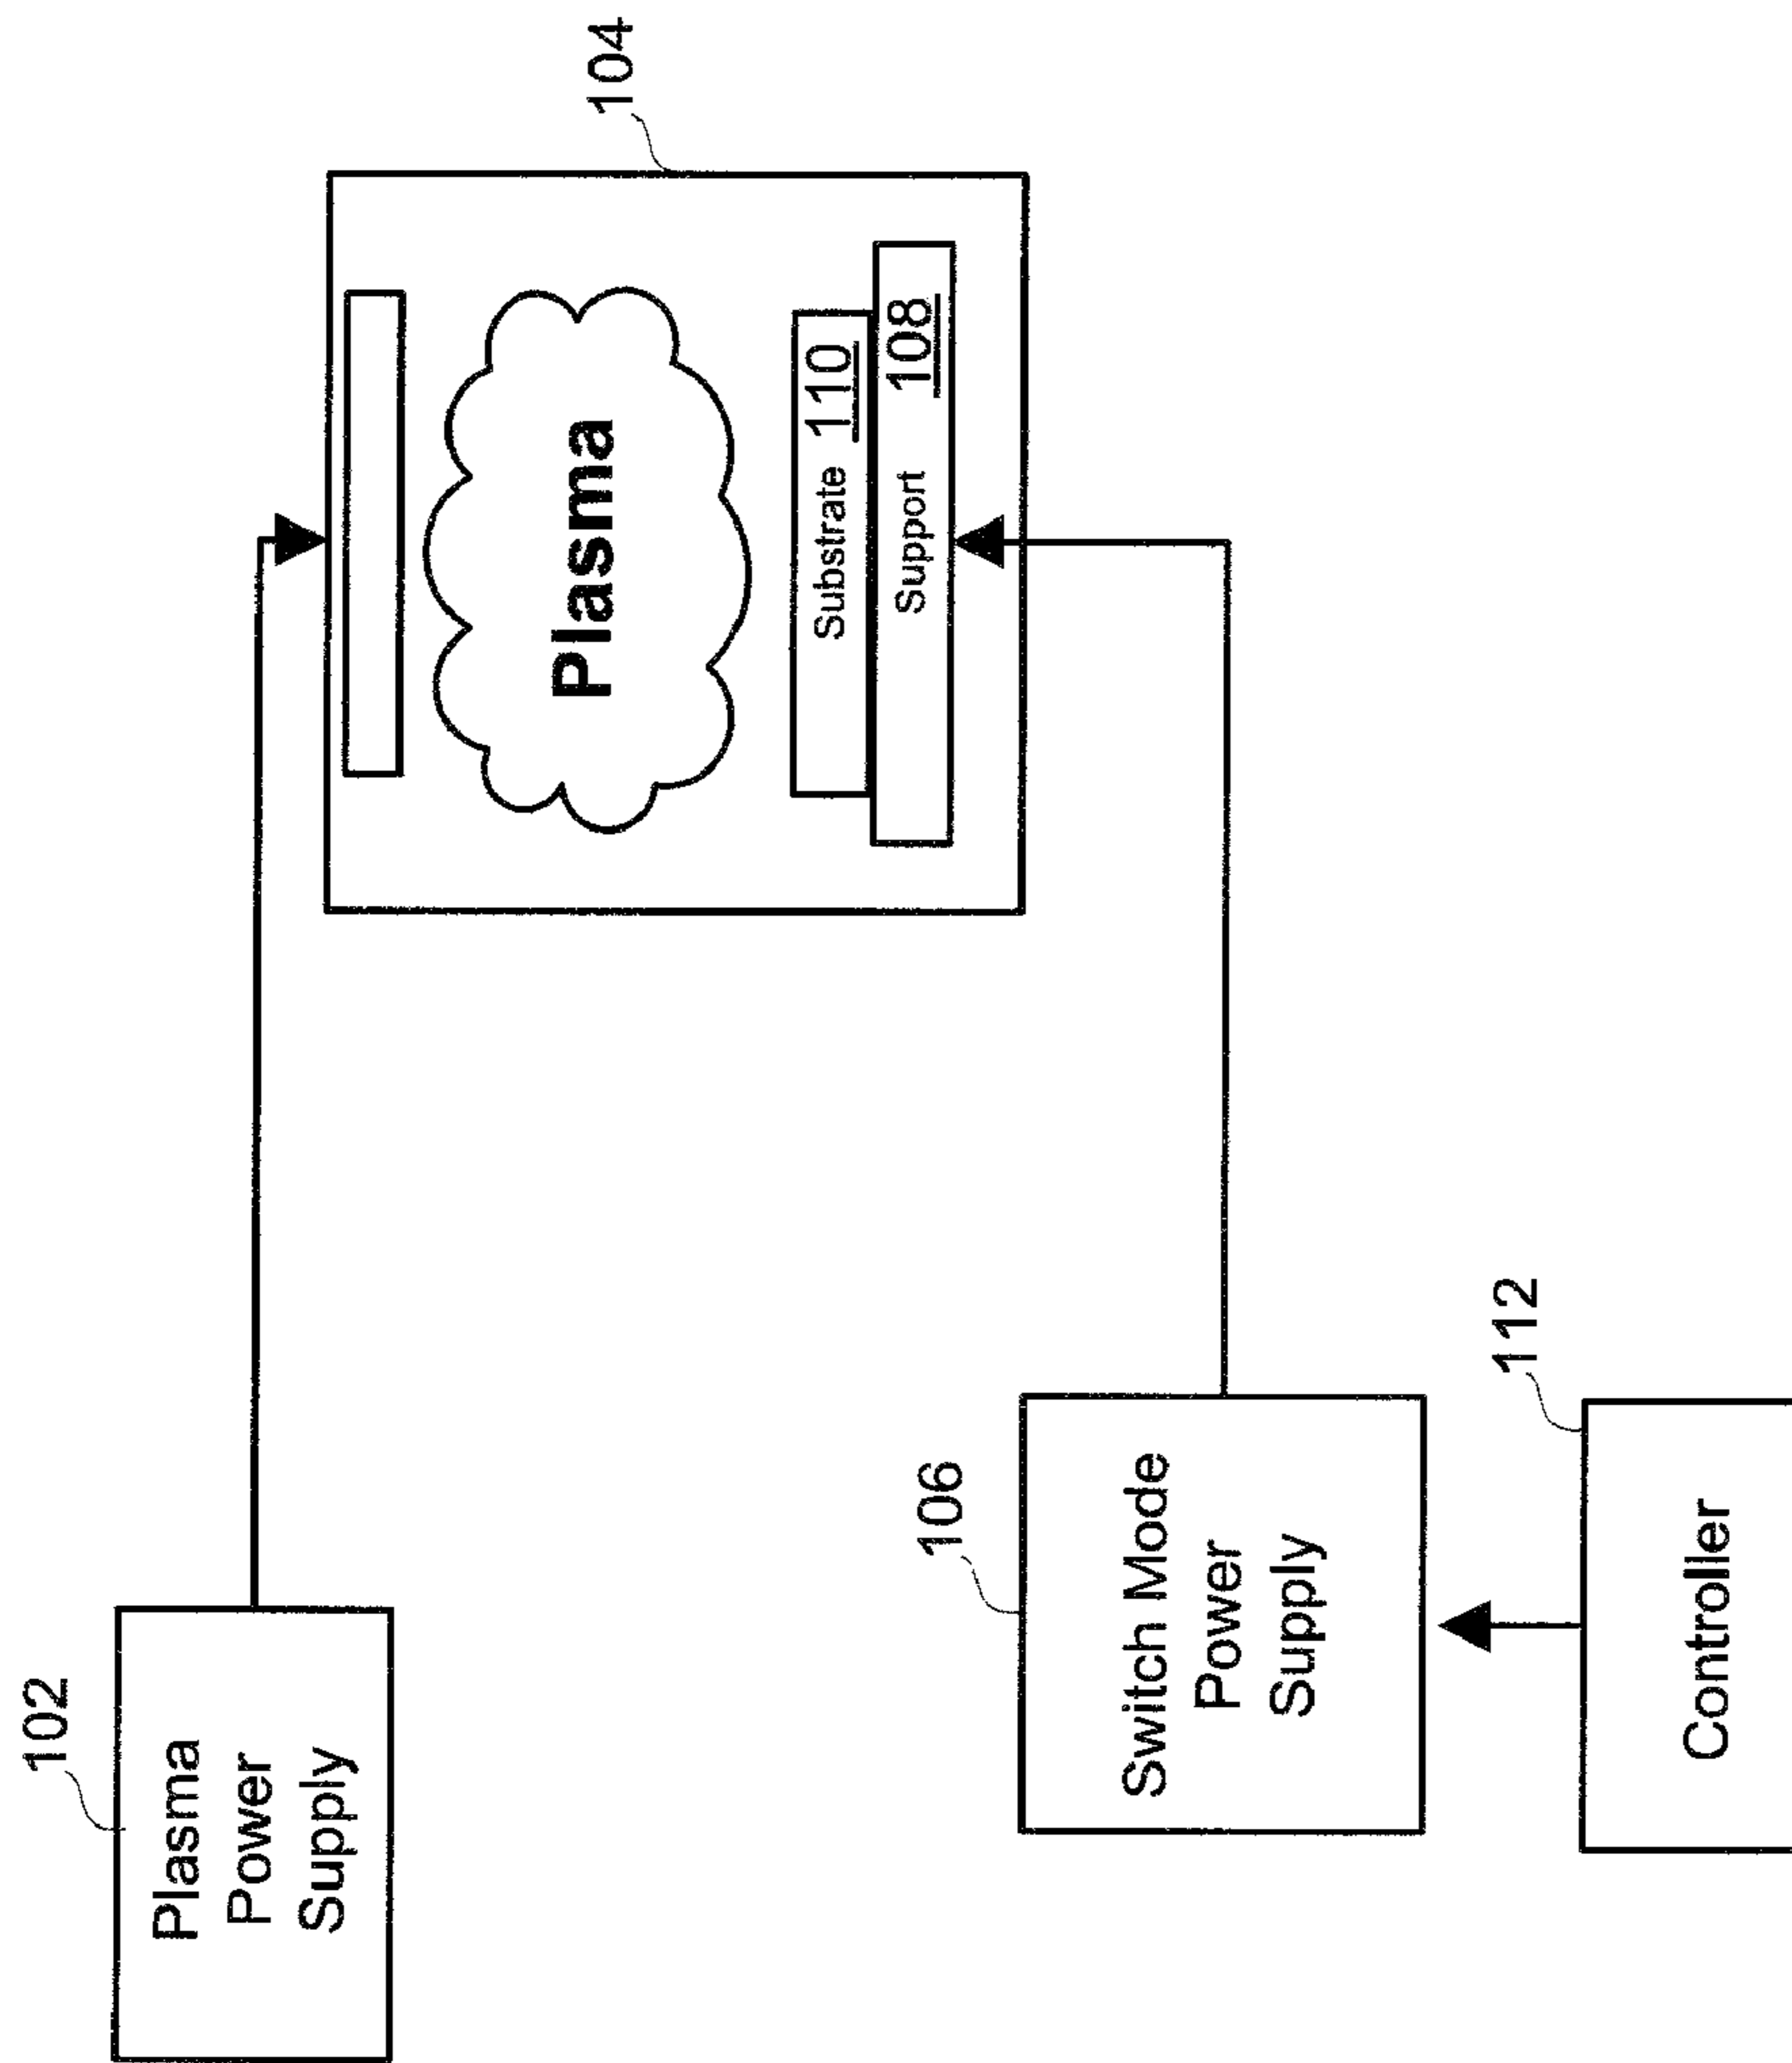 102
Plasma
Power
Supply
104
Plasma
Substrate 110
Support 108
106
Switch Mode
Power
Supply
112
Controller